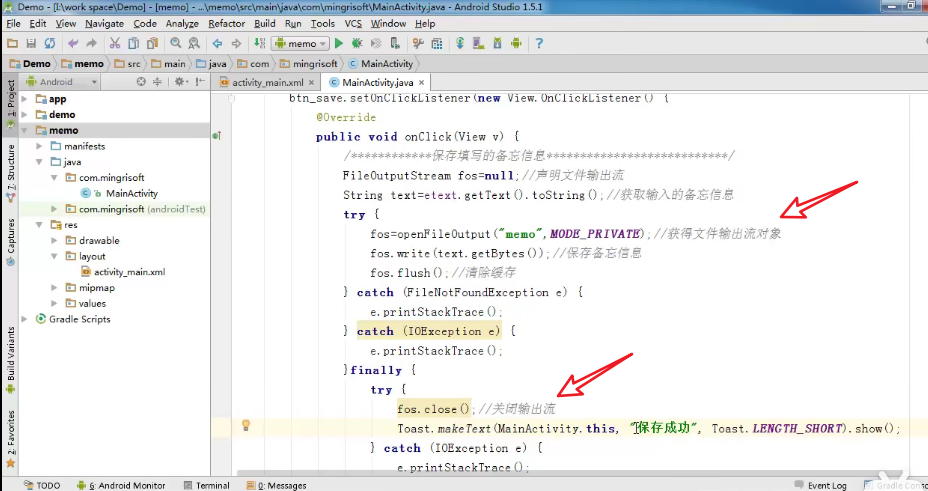 Demo - [I:\work space\Demo] - [memo] - ...\memo\src\main\java\com\mingrisoft\MainActivity.java - Android Studio 1.5.1
File Edit View Navigate Code Analyze Refactor Build Run Tools VCS Window Help
memo
Demo memo src main java com mingrisoft MainActivity
Android
activity_main.xml MainActivity.java
1: Project
7: Structure
Captures
Build Variants
2: Favorites
app
demo
memo
manifests
java
com.mingrisoft
MainActivity
com.mingrisoft (androidTest)
res
drawable
layout
activity_main.xml
mipmap
values
Gradle Scripts
btn_save.setOnClickListener(new View.OnClickListener() {
@Override
public void onClick(View v) {
/************保存填写的备忘信息***************************/
FileOutputStream fos=null;//声明文件输出流
String text=etext.getText().toString();//获取输入的备忘信息
try {
fos=openFileOutput("memo",MODE_PRIVATE);//获得文件输出流对象
fos.write(text.getBytes());//保存备忘信息
fos.flush();//清除缓存
} catch (FileNotFoundException e) {
e.printStackTrace();
} catch (IOException e) {
e.printStackTrace();
}finally {
try {
fos.close();//关闭输出流
Toast.makeText(MainActivity.this, "保存成功", Toast.LENGTH_SHORT).show();
} catch (IOException e) {
e.printStackTrace();
TODO 6: Android Monitor Terminal 0: Messages Event Log Gradle Conso